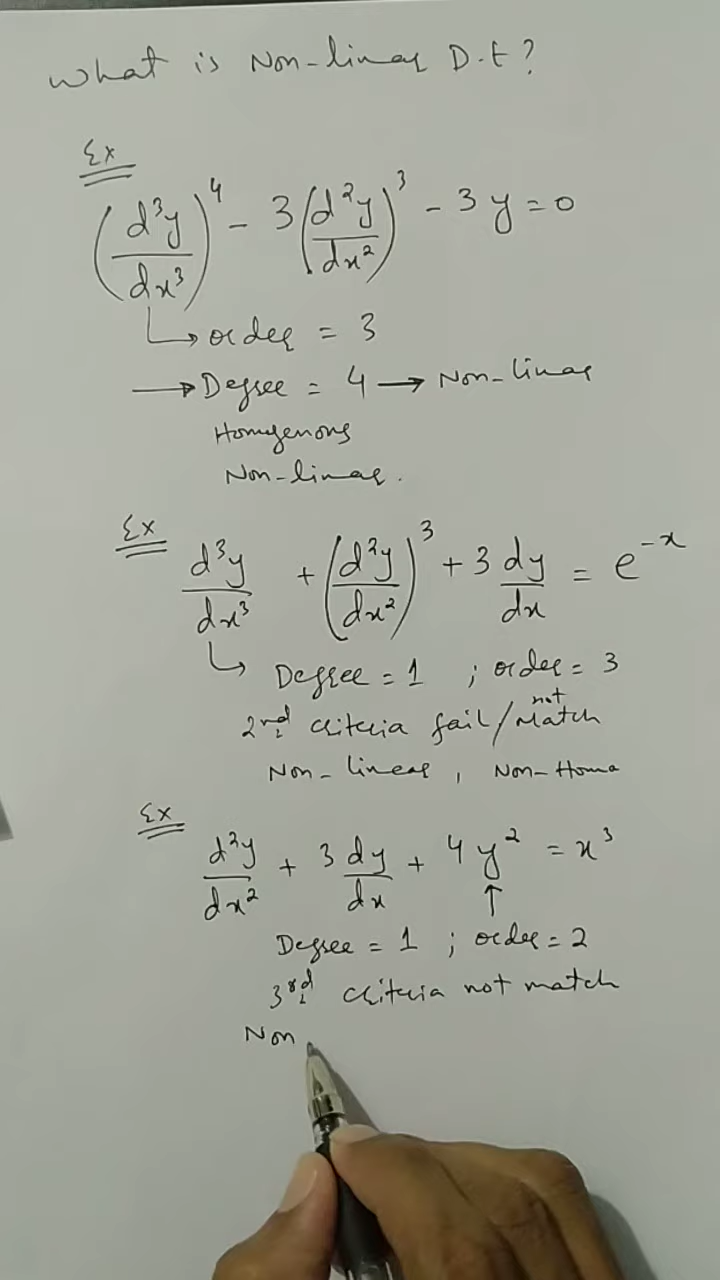 What is Non-linear D.E?
Ex
(d³y/dx³)⁴ - 3(d²y/dx²)³ - 3y = 0
↳ order = 3
→ Degree = 4 → Non-linear
Homogenous
Non-linear.
Ex
d³y/dx³ + (d²y/dx²)³ + 3 dy/dx = e⁻ˣ
↳ Degree = 1 ; order = 3
2nd criteria fail/not match
Non-linear, Non-Homo
Ex
d²y/dx² + 3 dy/dx + 4y² = x³
↑
Degree = 1 ; order = 2
3rd criteria not match
Non